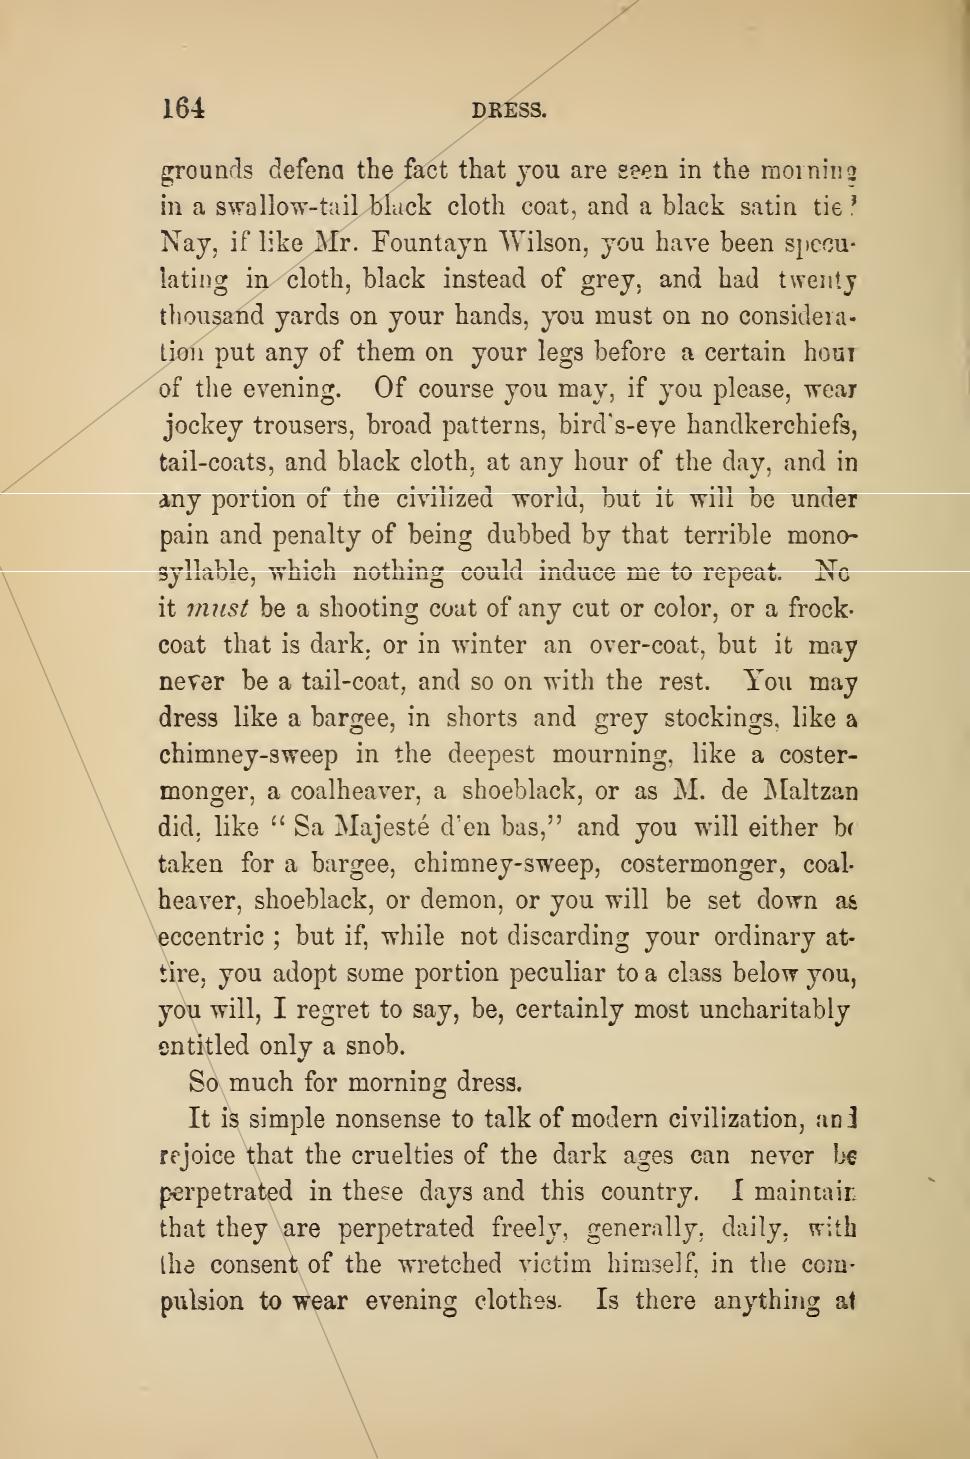 164
DRESS.
grounds defend the fact that you are seen in the morning
in a swallow-tail black cloth coat, and a black satin tie?
Nay, if like Mr. Fountayn Wilson, you have been specu-
lating in cloth, black instead of grey, and had twenty
thousand yards on your hands, you must on no considera-
tion put any of them on your legs before a certain hour
of the evening. Of course you may, if you please, wear
jockey trousers, broad patterns, bird's-eye handkerchiefs,
tail-coats, and black cloth, at any hour of the day, and in
any portion of the civilized world, but it will be under
pain and penalty of being dubbed by that terrible mono-
syllable, which nothing could induce me to repeat. No
it must be a shooting coat of any cut or color, or a frock-
coat that is dark, or in winter an over-coat, but it may
never be a tail-coat, and so on with the rest. You may
dress like a bargee, in shorts and grey stockings, like a
chimney-sweep in the deepest mourning, like a coster-
monger, a coalheaver, a shoeblack, or as M. de Maltzan
did, like “Sa Majesté d'en bas,” and you will either be
taken for a bargee, chimney-sweep, costermonger, coal-
heaver, shoeblack, or demon, or you will be set down as
eccentric ; but if, while not discarding your ordinary at-
tire, you adopt some portion peculiar to a class below you,
you will, I regret to say, be, certainly most uncharitably
entitled only a snob.
So much for morning dress.
It is simple nonsense to talk of modern civilization, and
rejoice that the cruelties of the dark ages can never be
perpetrated in these days and this country. I maintain
that they are perpetrated freely, generally, daily, with
the consent of the wretched victim himself, in the com-
pulsion to wear evening clothes. Is there anything at